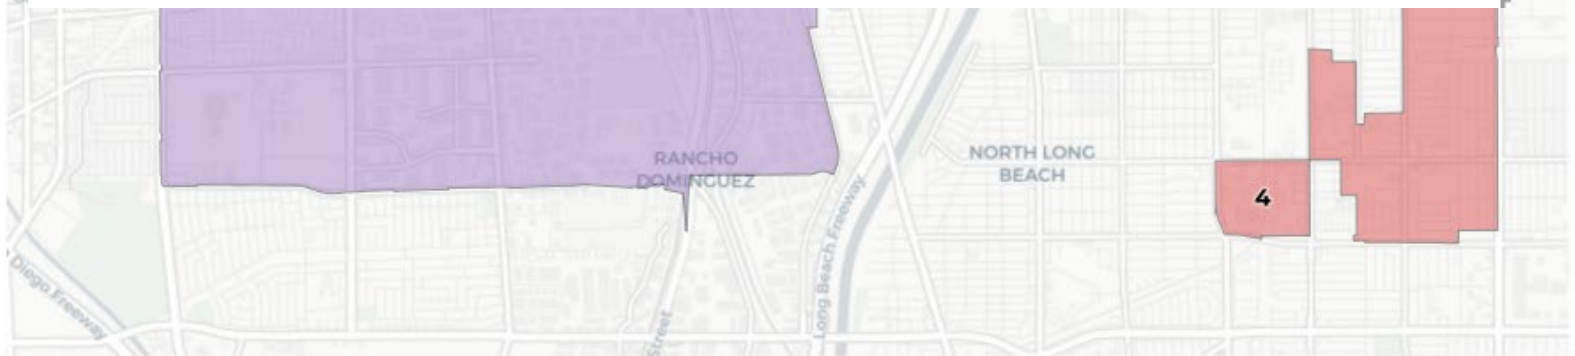 RANCHO
DOMINGUEZ
NORTH LONG
BEACH
4
Diego Freeway
Long Beach Freeway
Street